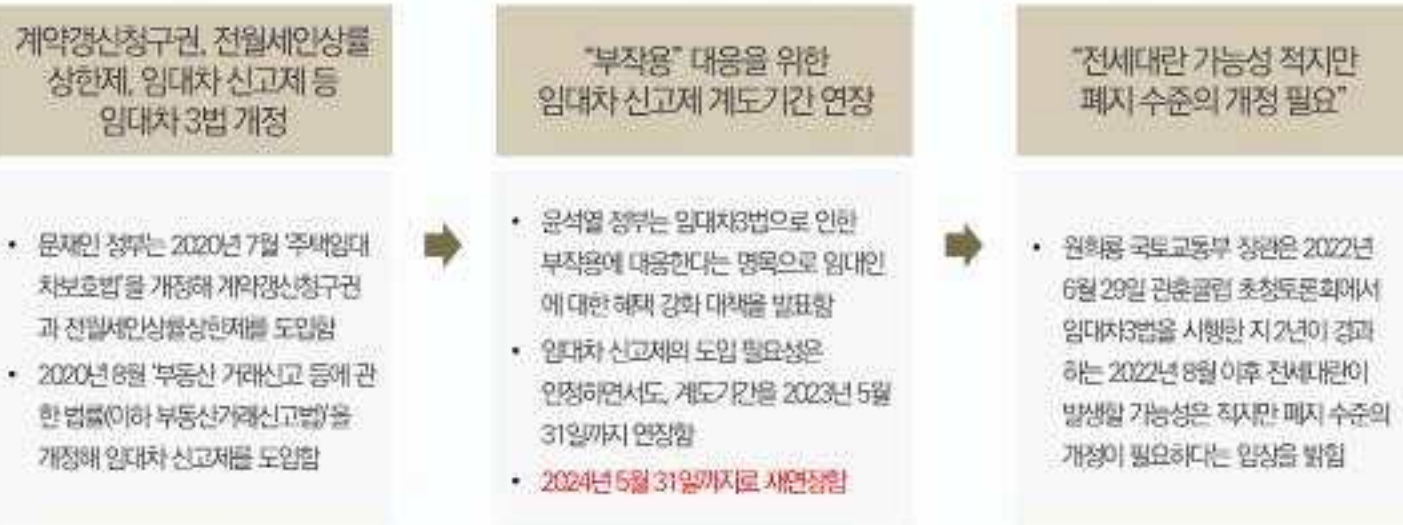 계약갱신청구권, 전월세인상률
상한제, 임대차 신고제 등
임대차 3법 개정
• 문재인 정부는 2020년 7월 '주택임대
차보호법'을 개정해 계약갱신청구권
과 전월세인상률상한제를 도입함
• 2020년 8월 '부동산 거래신고 등에 관
한 법률(이하 부동산거래신고법)'을
개정해 임대차 신고제를 도입함
"부작용" 대응을 위한
임대차 신고제 계도기간 연장
• 윤석열 정부는 임대차3법으로 인한
부작용에 대응한다는 명목으로 임대인
에 대한 혜택 강화 대책을 발표함
• 임대차 신고제의 도입 필요성은
인정하면서도, 계도기간을 2023년 5월
31일까지 연장함
• 2024년 5월 31일까지로 재연장함
"전세대란 가능성 적지만
폐지 수준의 개정 필요"
• 원희룡 국토교통부 장관은 2022년
6월 29일 관훈클럽 초청토론회에서
임대차3법을 시행한 지 2년이 경과
하는 2022년 8월 이후 전세대란이
발생할 가능성은 적지만 폐지 수준의
개정이 필요하다는 입장을 밝힘